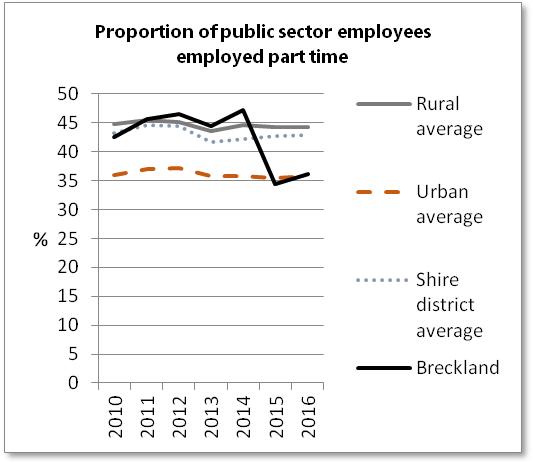 Proportion of public sector employees
employed part time
50
45
40
35
30
25
20
15
10
5
0
%
2010
2011
2012
2013
2014
2015
2016
Rural
average
Urban
average
Shire
district
average
Breckland